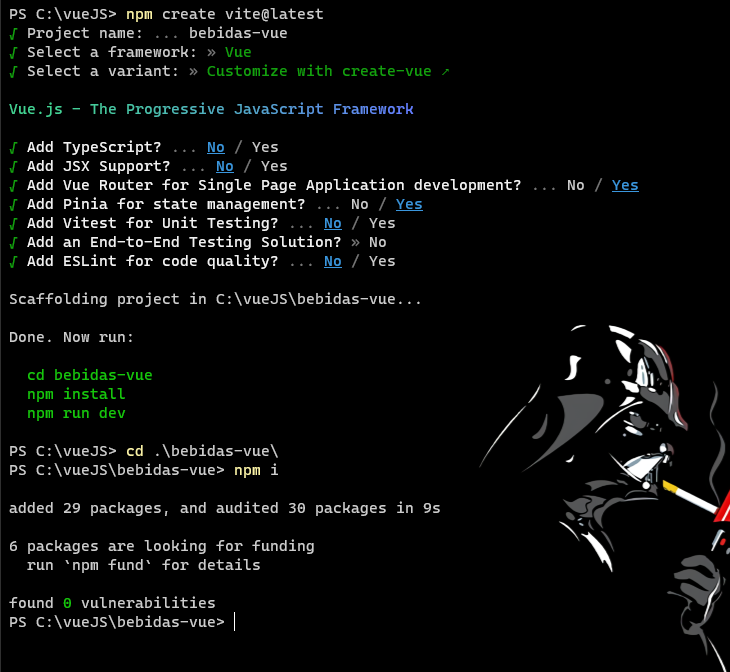 PS C:\vueJS> npm create vite@latest
√ Project name: ... bebidas-vue
√ Select a framework: » Vue
√ Select a variant: » Customize with create-vue ↗
Vue.js - The Progressive JavaScript Framework
√ Add TypeScript? ... No / Yes
√ Add JSX Support? ... No / Yes
√ Add Vue Router for Single Page Application development? ... No / Yes
√ Add Pinia for state management? ... No / Yes
√ Add Vitest for Unit Testing? ... No / Yes
√ Add an End-to-End Testing Solution? » No
√ Add ESLint for code quality? ... No / Yes
Scaffolding project in C:\vueJS\bebidas-vue...
Done. Now run:
cd bebidas-vue
npm install
npm run dev
PS C:\vueJS> cd .\bebidas-vue\
PS C:\vueJS\bebidas-vue> npm i
added 29 packages, and audited 30 packages in 9s
6 packages are looking for funding
run `npm fund` for details
found 0 vulnerabilities
PS C:\vueJS\bebidas-vue>